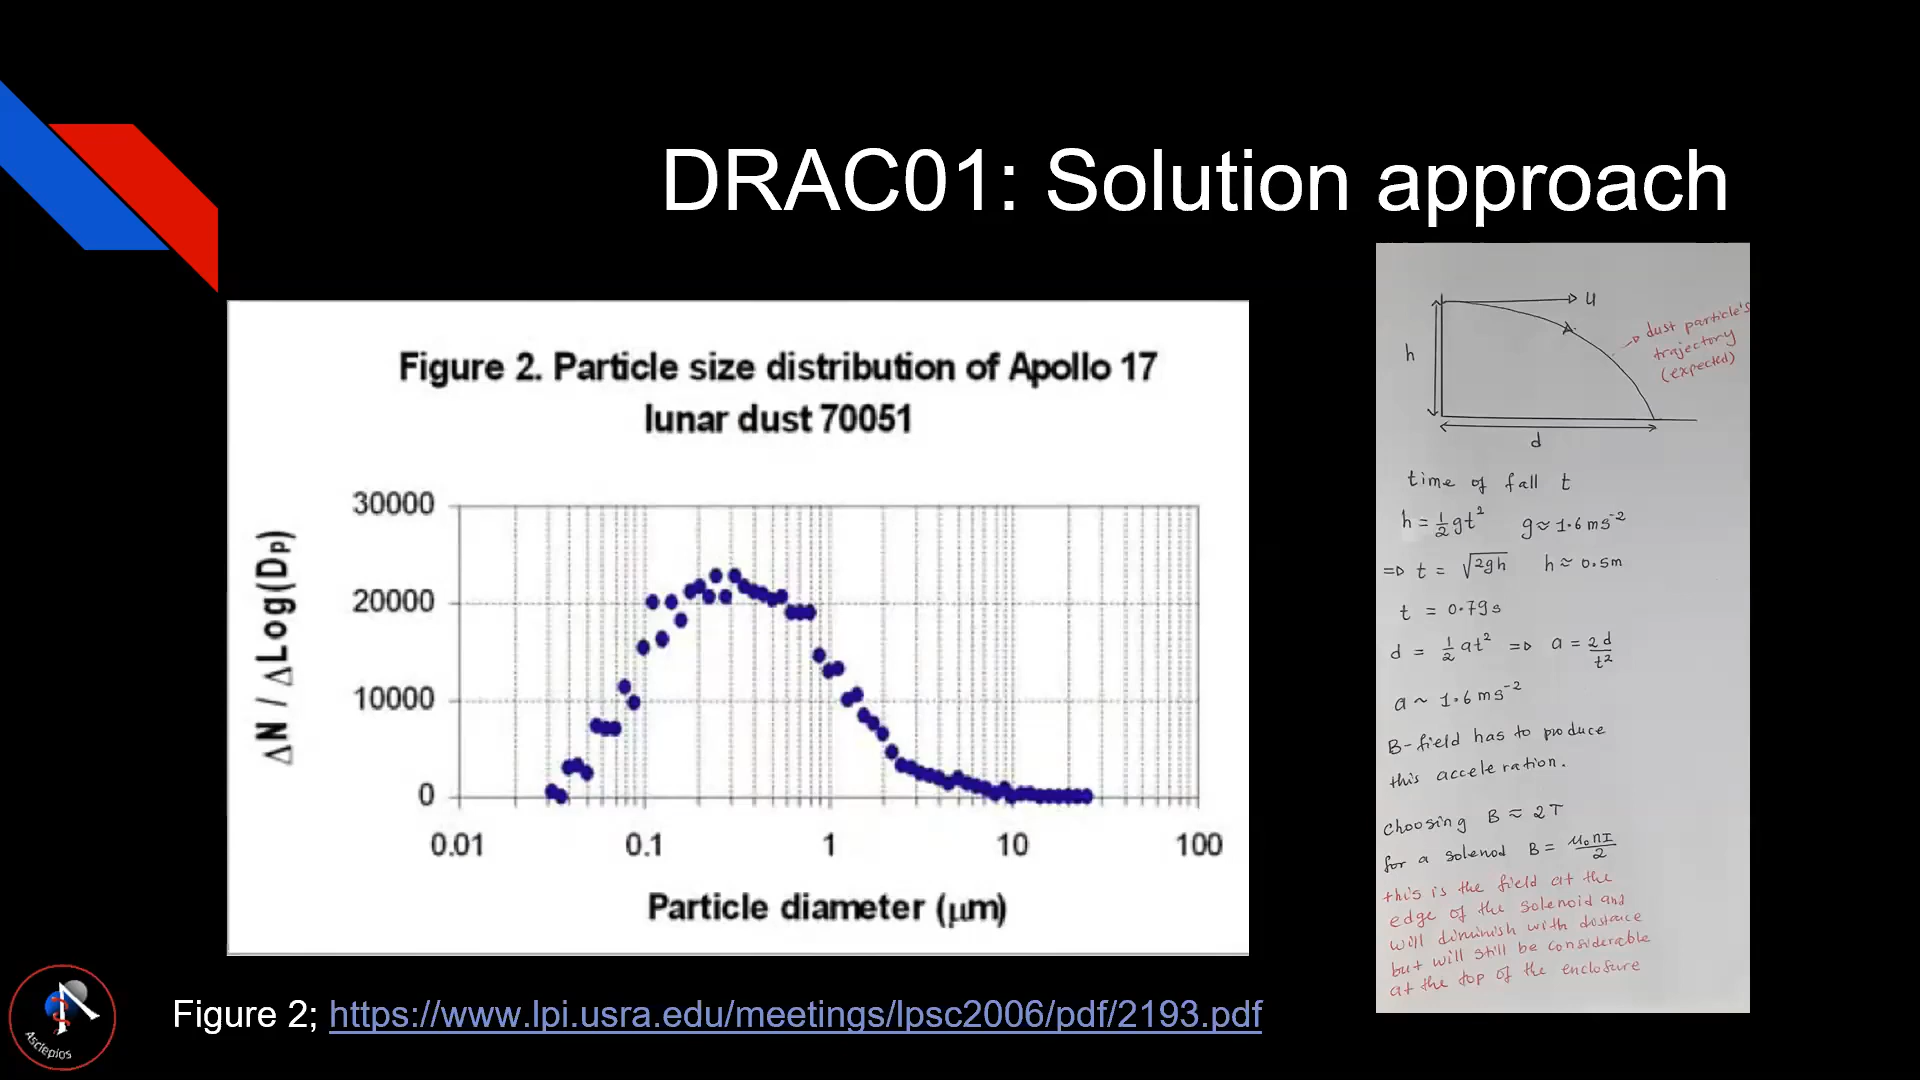 DRAC01: Solution approach
Figure 2. Particle size distribution of Apollo 17
lunar dust 70051
ΔN / ΔLog(Dp)
30000
20000
10000
0
0.01 0.1 1 10 100
Particle diameter (μm)
Figure 2; https://www.lpi.usra.edu/meetings/lpsc2006/pdf/2193.pdf
Asclepios
u
h
dust particle's
trajectory
(expected)
d
time of fall t
h = 1/2 gt² g ≈ 1.6 ms⁻²
=> t = √2gh h ≈ 0.5m
t = 0.79s
d = 1/2 at² => a = 2d/t²
a ~ 1.6 ms⁻²
B-field has to produce
this acceleration.
choosing B ≈ 2T
for a solenod B = μ₀nI/2
this is the field at the
edge of the solenoid and
will diminish with distance
but will still be considerable
at the top of the enclosure